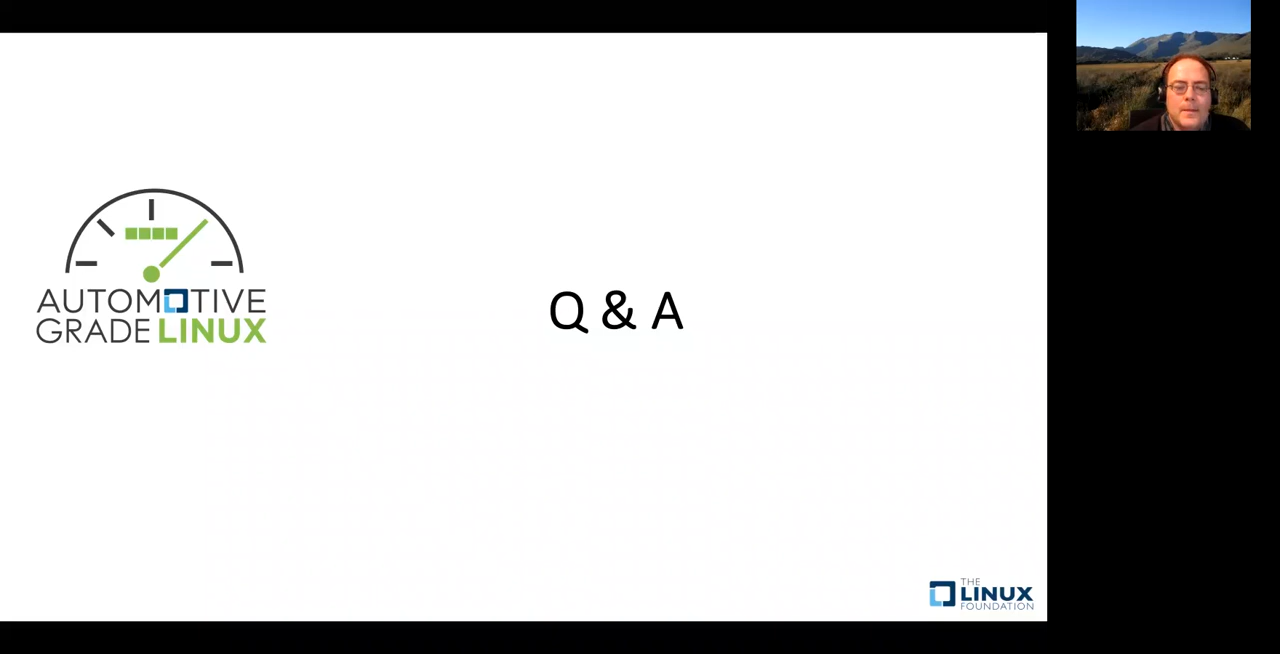 AUTOMOTIVE
GRADE LINUX
Q & A
THE
LINUX
FOUNDATION